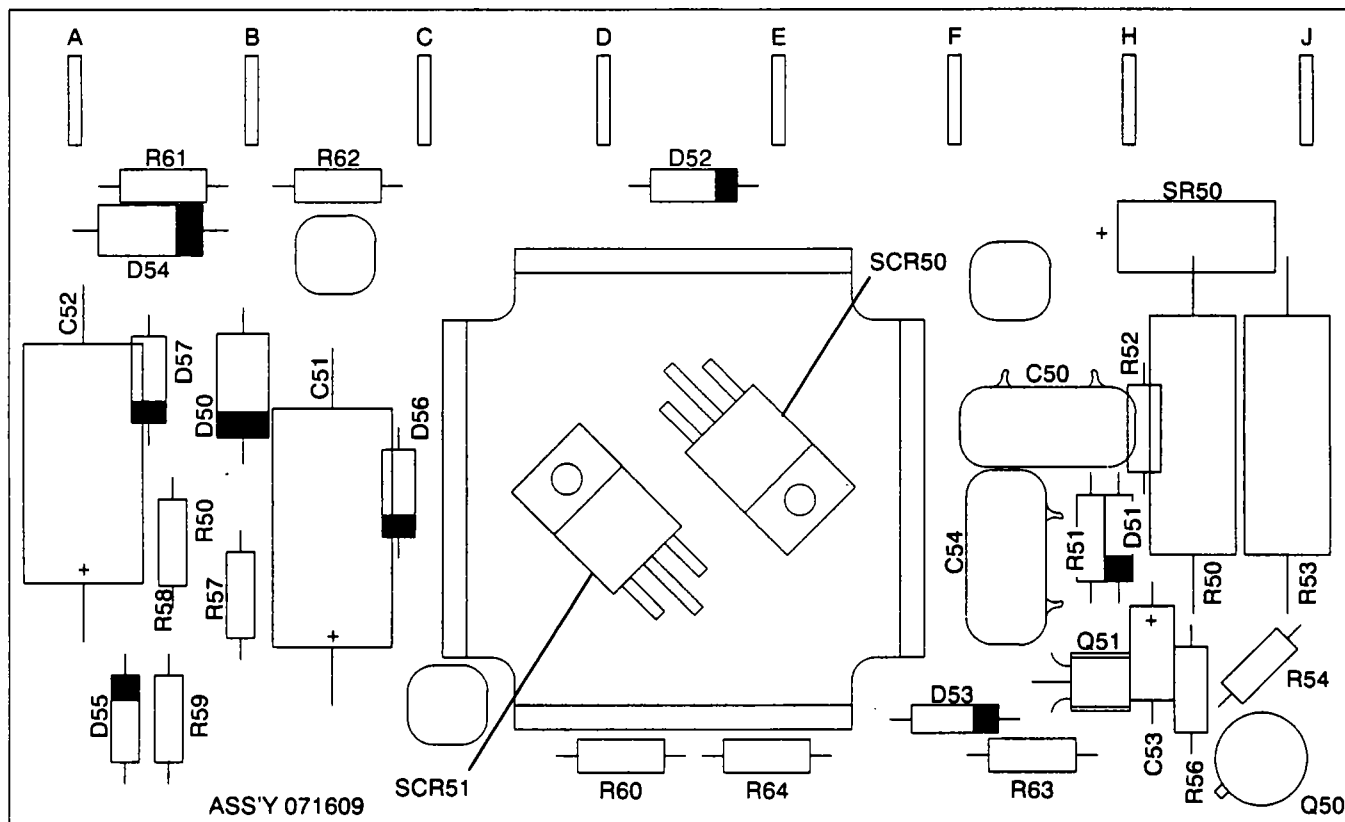 A B C D E F H J
R61 R62 D52
SR50
+
D54
SCR50
C52
D57
D50
C51
D56
C50
R52
R50
R58
R57
C54
R51
D51
R50
R53
+
+
+
Q51
R54
D55
R59
D53
C53
R56
SCR51
R60
R64
R63
Q50
ASS'Y 071609